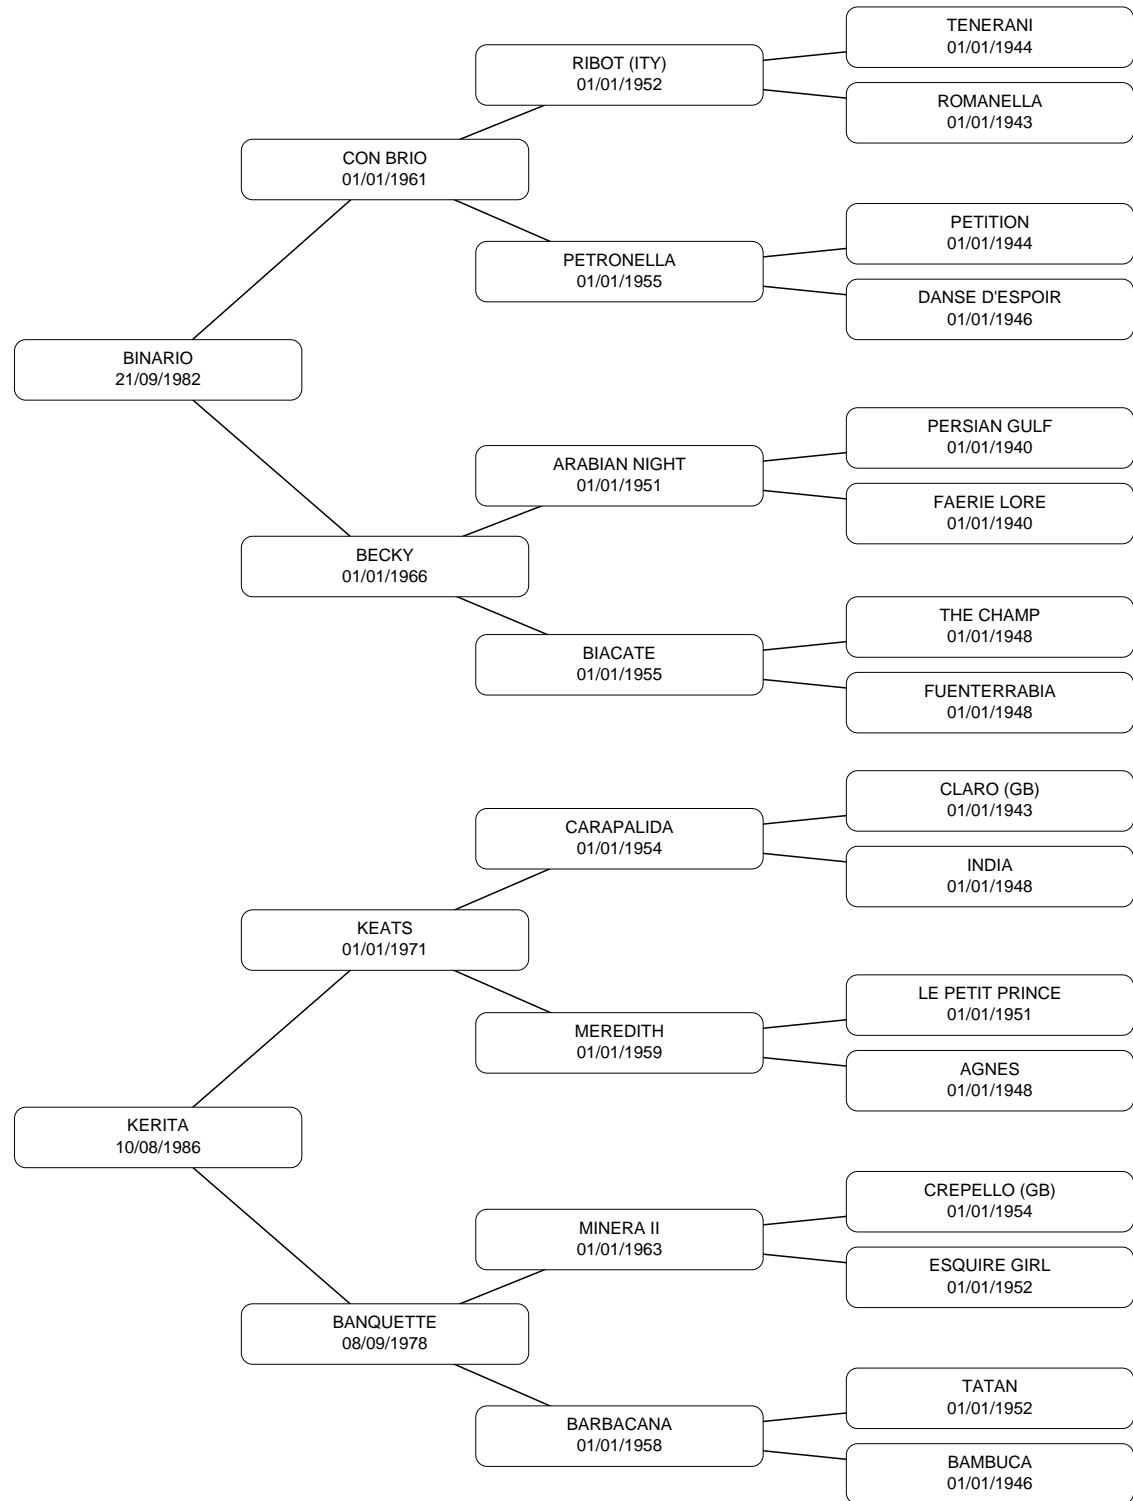 TENERANI
01/01/1944
RIBOT (ITY)
01/01/1952
ROMANELLA
01/01/1943
CON BRIO
01/01/1961
PETITION
01/01/1944
PETRONELLA
01/01/1955
DANSE D'ESPOIR
01/01/1946
BINARIO
21/09/1982
PERSIAN GULF
01/01/1940
ARABIAN NIGHT
01/01/1951
FAERIE LORE
01/01/1940
BECKY
01/01/1966
THE CHAMP
01/01/1948
BIACATE
01/01/1955
FUENTERRABIA
01/01/1948
CLARO (GB)
01/01/1943
CARAPALIDA
01/01/1954
INDIA
01/01/1948
KEATS
01/01/1971
LE PETIT PRINCE
01/01/1951
MEREDITH
01/01/1959
AGNES
01/01/1948
KERITA
10/08/1986
CREPELLO (GB)
01/01/1954
MINERA II
01/01/1963
ESQUIRE GIRL
01/01/1952
BANQUETTE
08/09/1978
TATAN
01/01/1952
BARBACANA
01/01/1958
BAMBUCA
01/01/1946